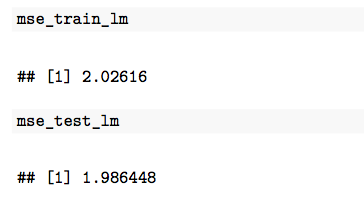 mse_train_lm
## [1] 2.02616
mse_test_lm
## [1] 1.986448